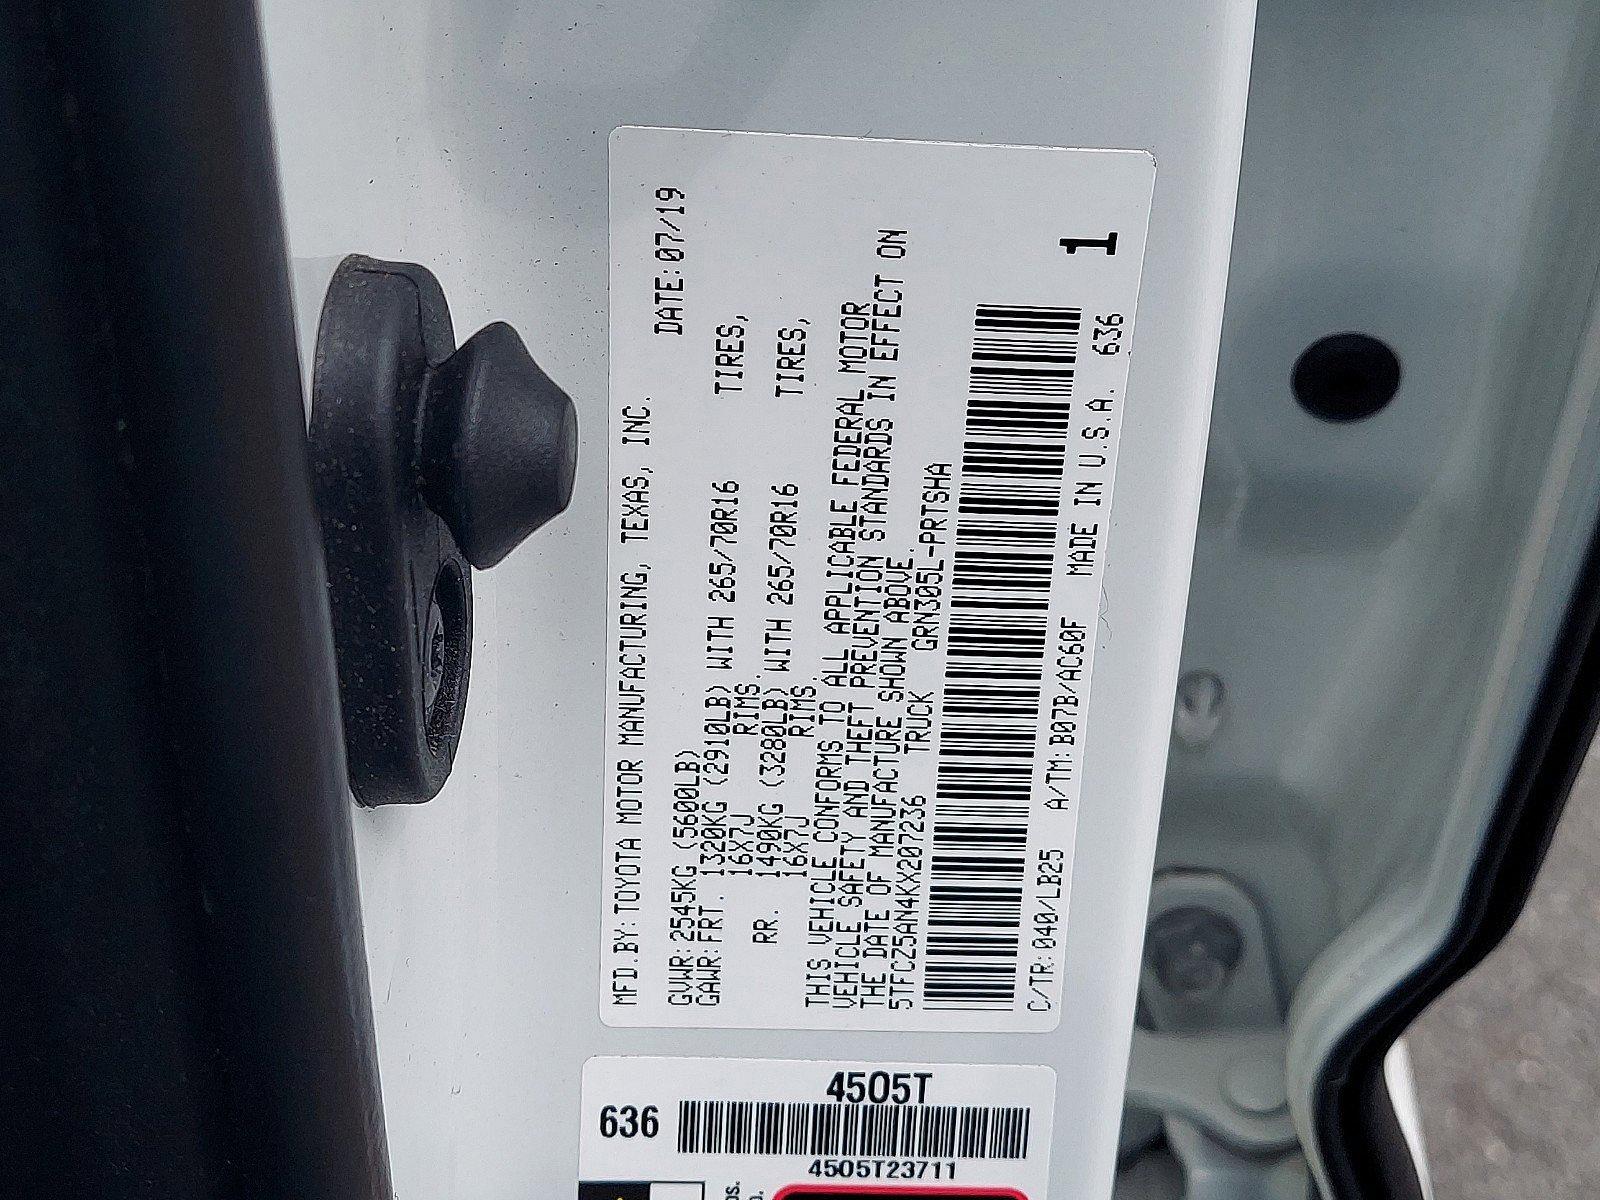 MFD.BY:TOYOTA MOTOR MANUFACTURING, TEXAS, INC.
DATE:07/19
GVWR:2545KG (5600LB)
GAWR:FRT. 1320KG (2910LB) WITH 265/70R16 TIRES,
16X7J RIMS.
RR. 1490KG (3280LB) WITH 265/70R16 TIRES,
16X7J RIMS.
THIS VEHICLE CONFORMS TO ALL APPLICABLE FEDERAL MOTOR
VEHICLE SAFETY AND THEFT PREVENTION STANDARDS IN EFFECT ON
THE DATE OF MANUFACTURE SHOWN ABOVE.
5TFCZ5AN4KX207236 TRUCK GRN305L-PRTSHA
1
C/TR:040/LB25 A/TM:B07B/AC60F MADE IN U.S.A. 636
4505T
636
4505T23711